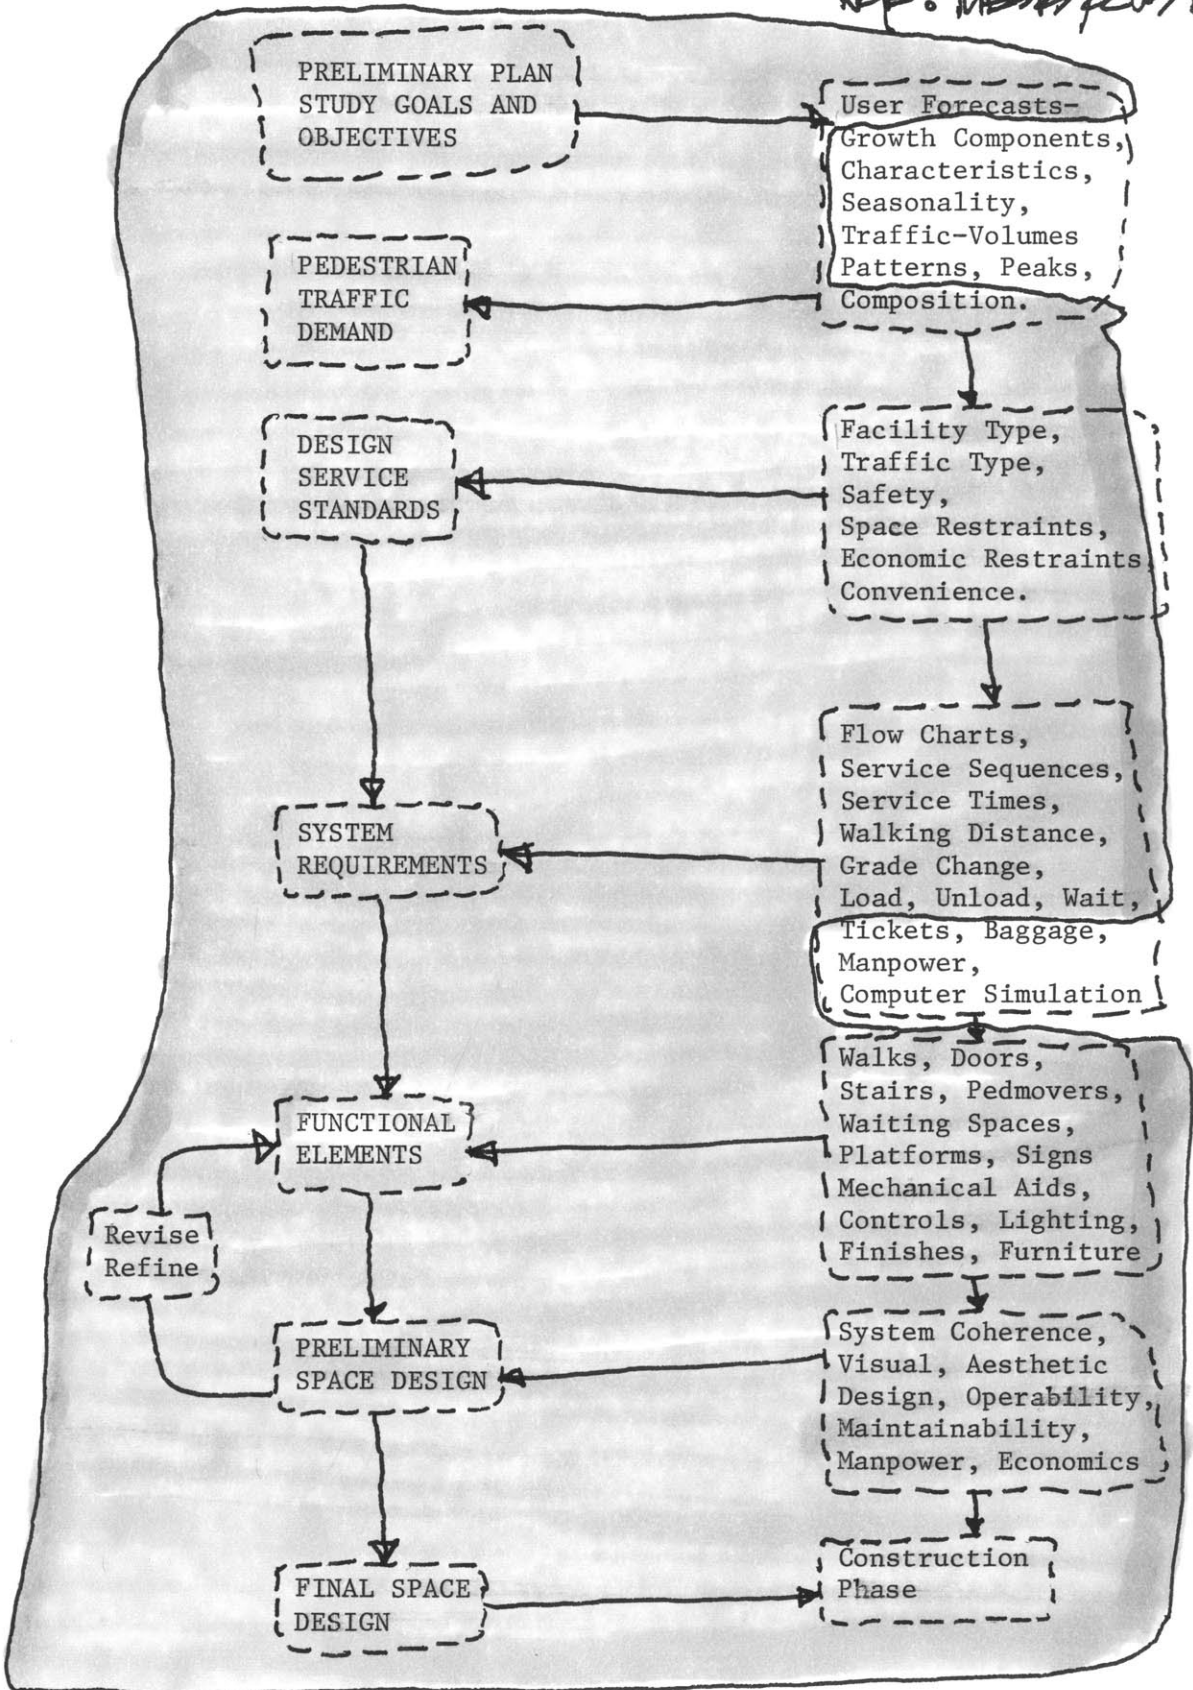 PRELIMINARY PLAN
STUDY GOALS AND
OBJECTIVES
User Forecasts-
Growth Components,
Characteristics,
Seasonality,
Traffic-Volumes
Patterns, Peaks,
Composition.
PEDESTRIAN
TRAFFIC
DEMAND
DESIGN
SERVICE
STANDARDS
Facility Type,
Traffic Type,
Safety,
Space Restraints,
Economic Restraints
Convenience.
SYSTEM
REQUIREMENTS
Flow Charts,
Service Sequences,
Service Times,
Walking Distance,
Grade Change,
Load, Unload, Wait,
Tickets, Baggage,
Manpower,
Computer Simulation
FUNCTIONAL
ELEMENTS
Walks, Doors,
Stairs, Pedmovers,
Waiting Spaces,
Platforms, Signs
Mechanical Aids,
Controls, Lighting,
Finishes, Furniture
Revise
Refine
PRELIMINARY
SPACE DESIGN
System Coherence,
Visual, Aesthetic
Design, Operability,
Maintainability,
Manpower, Economics
FINAL SPACE
DESIGN
Construction
Phase